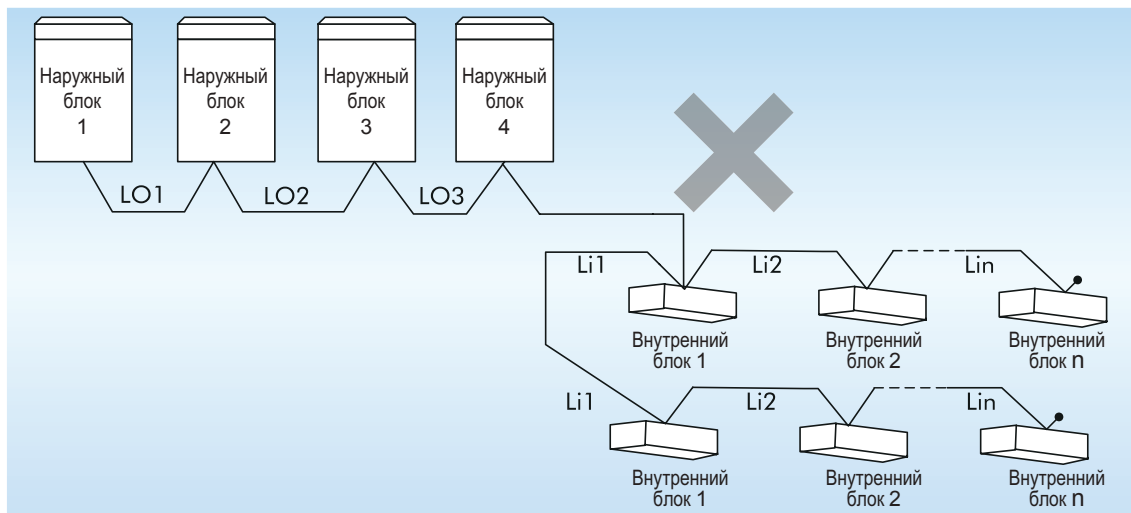 Наружный
блок
1
Наружный
блок
2
Наружный
блок
3
Наружный
блок
4
LO1
LO2
LO3
Li1
Li2
Lin
Внутренний
блок 1
Внутренний
блок 2
Внутренний
блок n
Li1
Li2
Lin
Внутренний
блок 1
Внутренний
блок 2
Внутренний
блок n